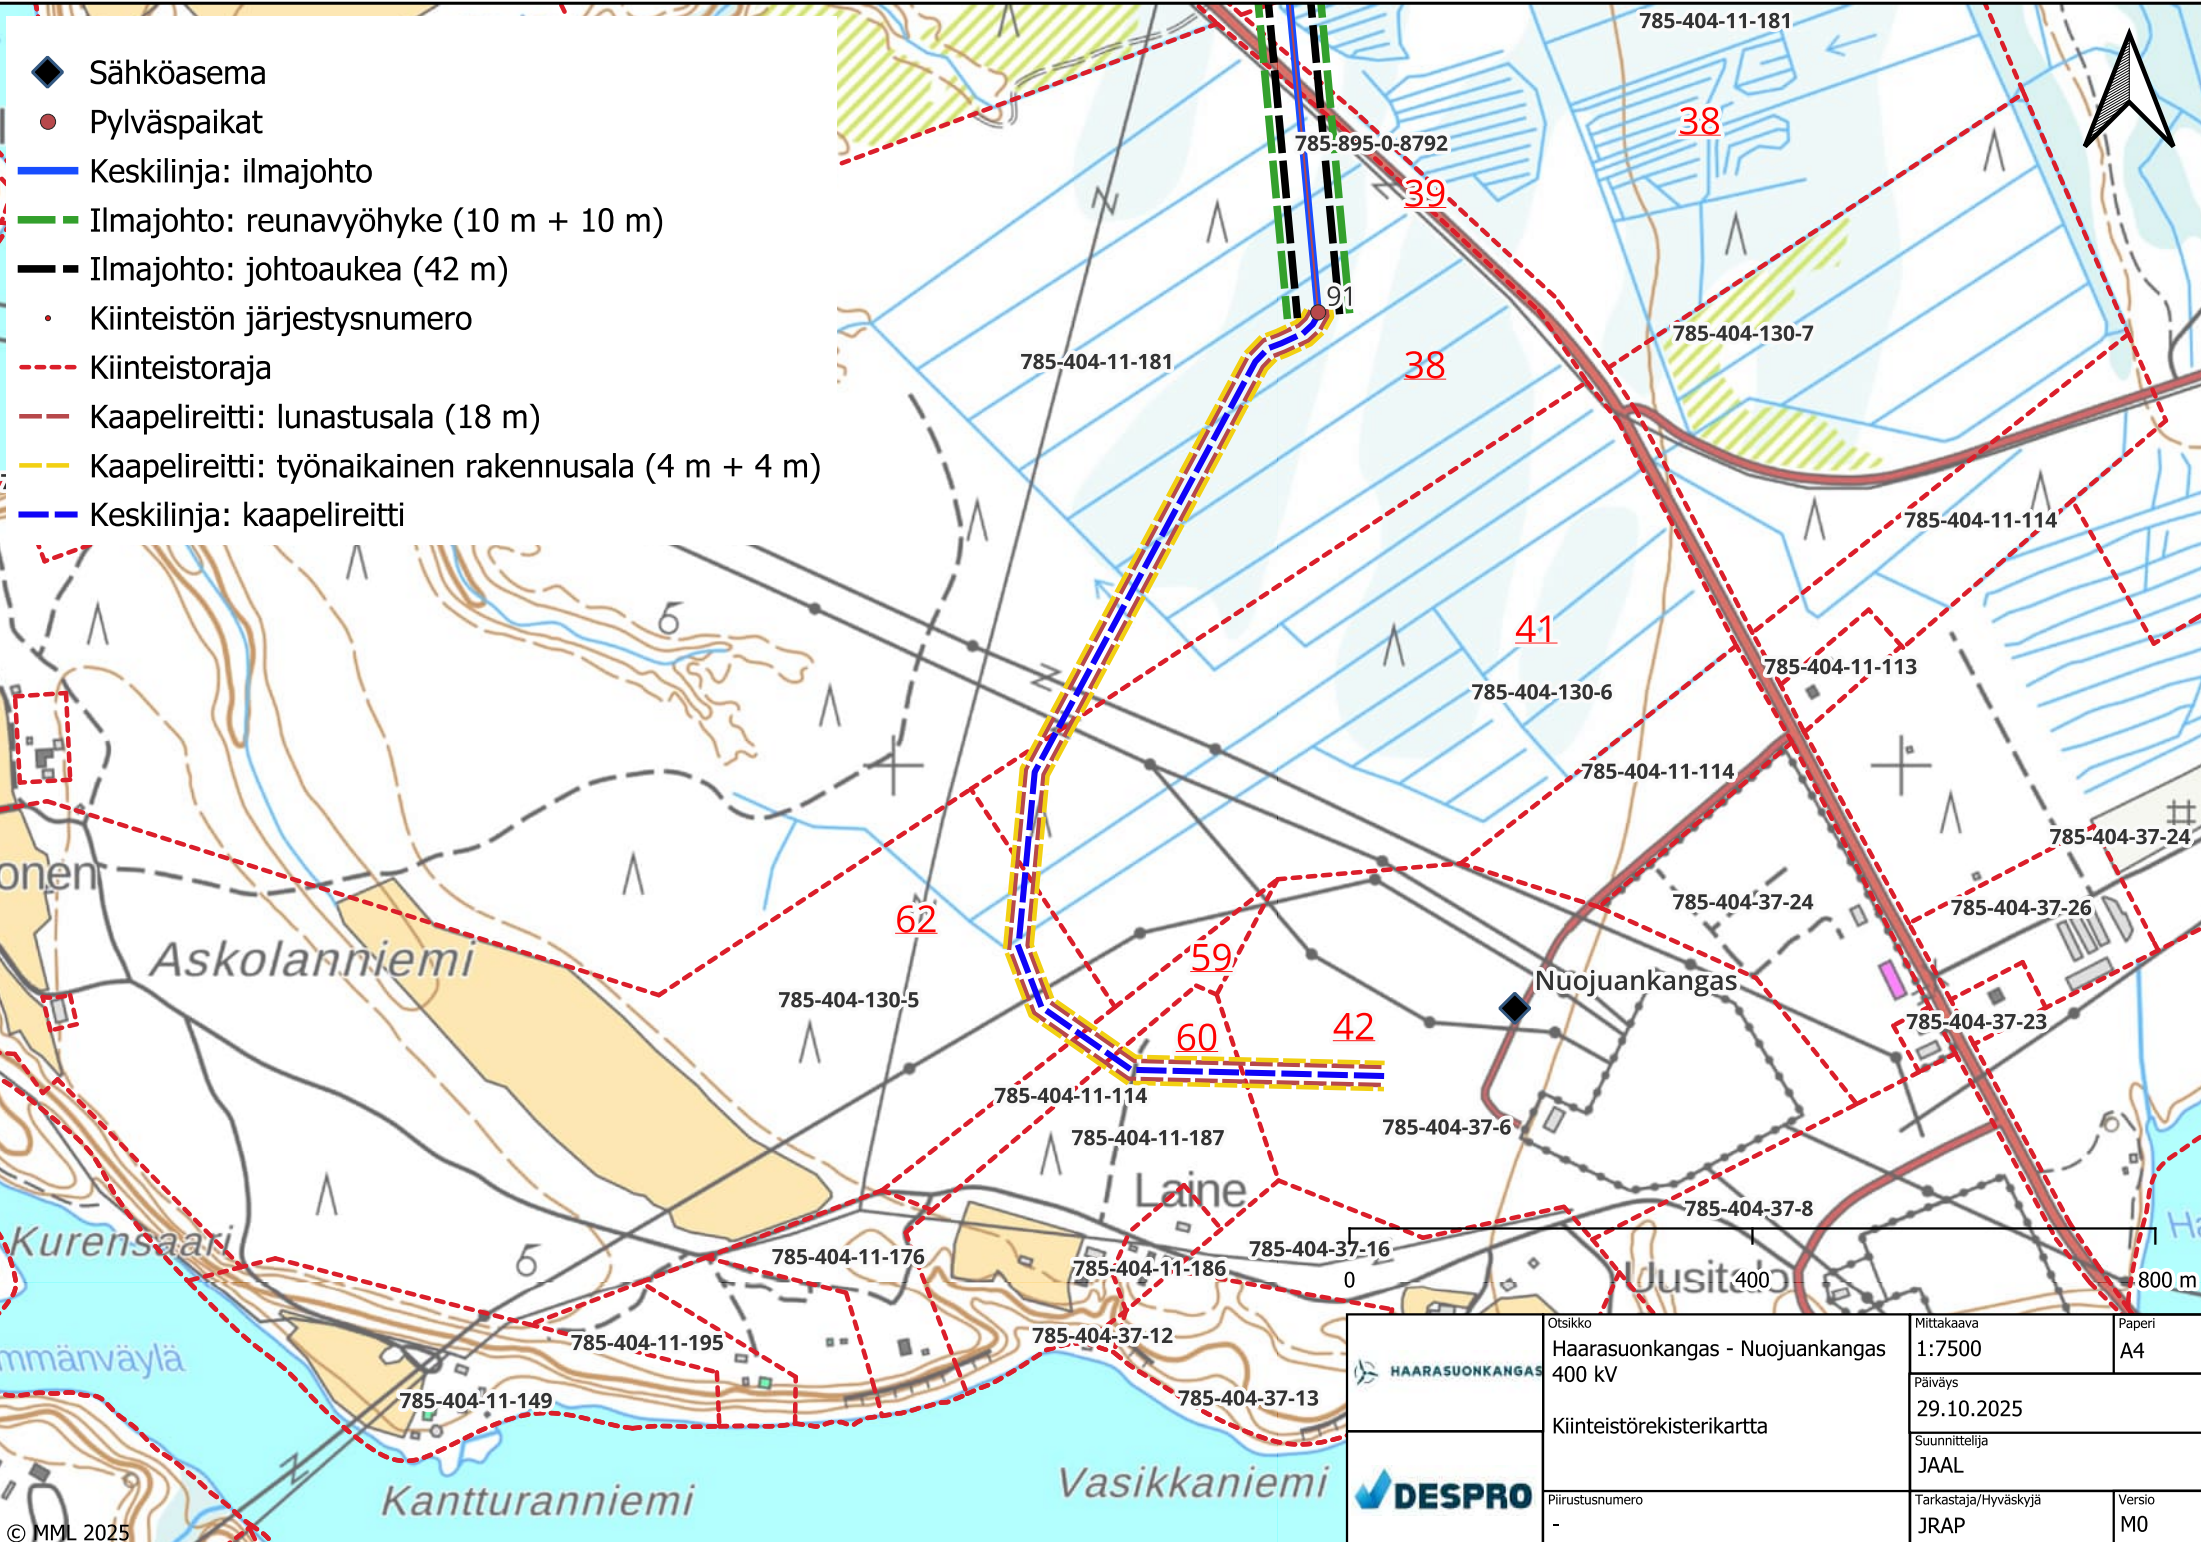 Sähköasema
Pylväspaikat
Keskilinja: ilmajohto
Ilmajohto: reunavyöhyke (10 m + 10 m)
Ilmajohto: johtoaukea (42 m)
Kiinteistön järjestysnumero
Kiinteistoraja
Kaapelireitti: lunastusala (18 m)
Kaapelireitti: työnaikainen rakennusala (4 m + 4 m)
Keskilinja: kaapelireitti
785-404-11-181
38
785-895-0-8792
39
91
785-404-130-7
785-404-11-181
38
785-404-11-114
5
41
785-404-11-113
785-404-130-6
785-404-11-114
785-404-37-24
onen
785-404-37-24
785-404-37-26
62
Askolanniemi
59
Nuojuankangas
785-404-130-5
60
42
785-404-37-23
785-404-11-114
785-404-37-6
785-404-11-187
6
Laine
785-404-37-8
Kurensaari
5
785-404-11-176
785-404-37-16
785-404-11-186
Uusitalo
0
400
800 m
785-404-37-12
785-404-11-195
mmänväylä
785-404-11-149
785-404-37-13
Kantturanniemi
Vasikkaniemi
© MML 2025
HAARASUONKANGAS
DESPRO
Otsikko
Haarasuonkangas - Nuojuankangas
400 kV
Kiinteistörekisterikartta
Piirustusnumero
-
Mittakaava
1:7500
Paperi
A4
Päiväys
29.10.2025
Suunnittelija
JAAL
Tarkastaja/Hyväskyjä
JRAP
Versio
M0